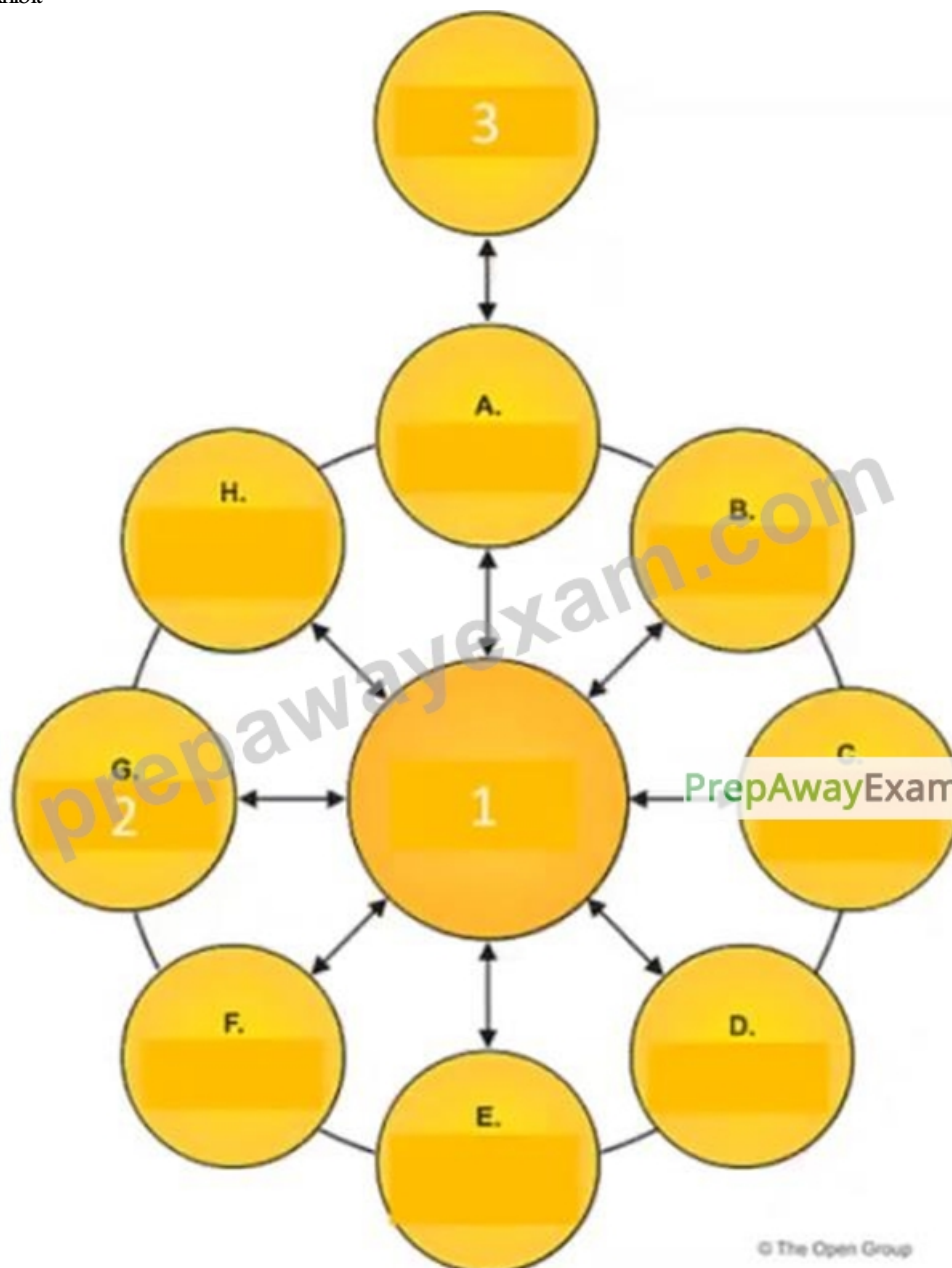 3
A.
H.
B.
prepawayexam.com
G.
2
1
C.
PrepAwayExam
F.
D.
E.
© The Open Group